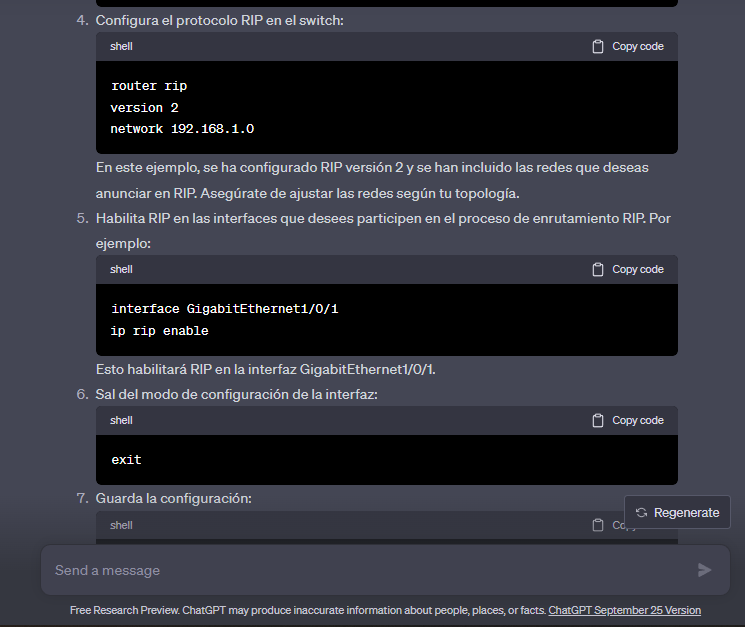 4. Configura el protocolo RIP en el switch:
shell
Copy code
router rip
version 2
network 192.168.1.0
En este ejemplo, se ha configurado RIP versión 2 y se han incluido las redes que deseas
anunciar en RIP. Asegúrate de ajustar las redes según tu topología.
5. Habilita RIP en las interfaces que desees participen en el proceso de enrutamiento RIP. Por
ejemplo:
shell
Copy code
interface GigabitEthernet1/0/1
ip rip enable
Esto habilitará RIP en la interfaz GigabitEthernet1/0/1.
6. Sal del modo de configuración de la interfaz:
shell
Copy code
exit
7. Guarda la configuración:
shell
Regenerate
Send a message
Free Research Preview. ChatGPT may produce inaccurate information about people, places, or facts. ChatGPT September 25 Version